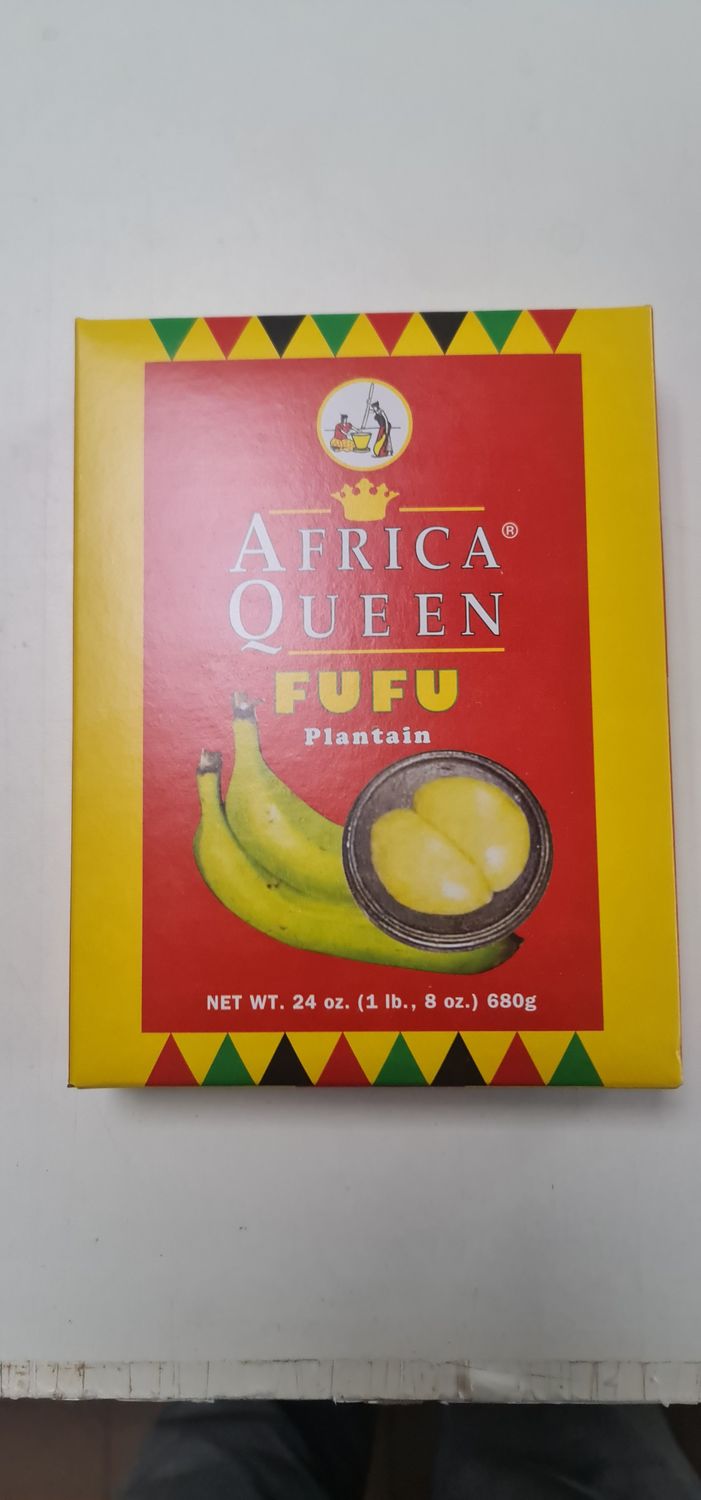 AFRICA®
QUEEN
FUFU
Plantain
NET WT. 24 oz. (1 lb., 8 oz.) 680g